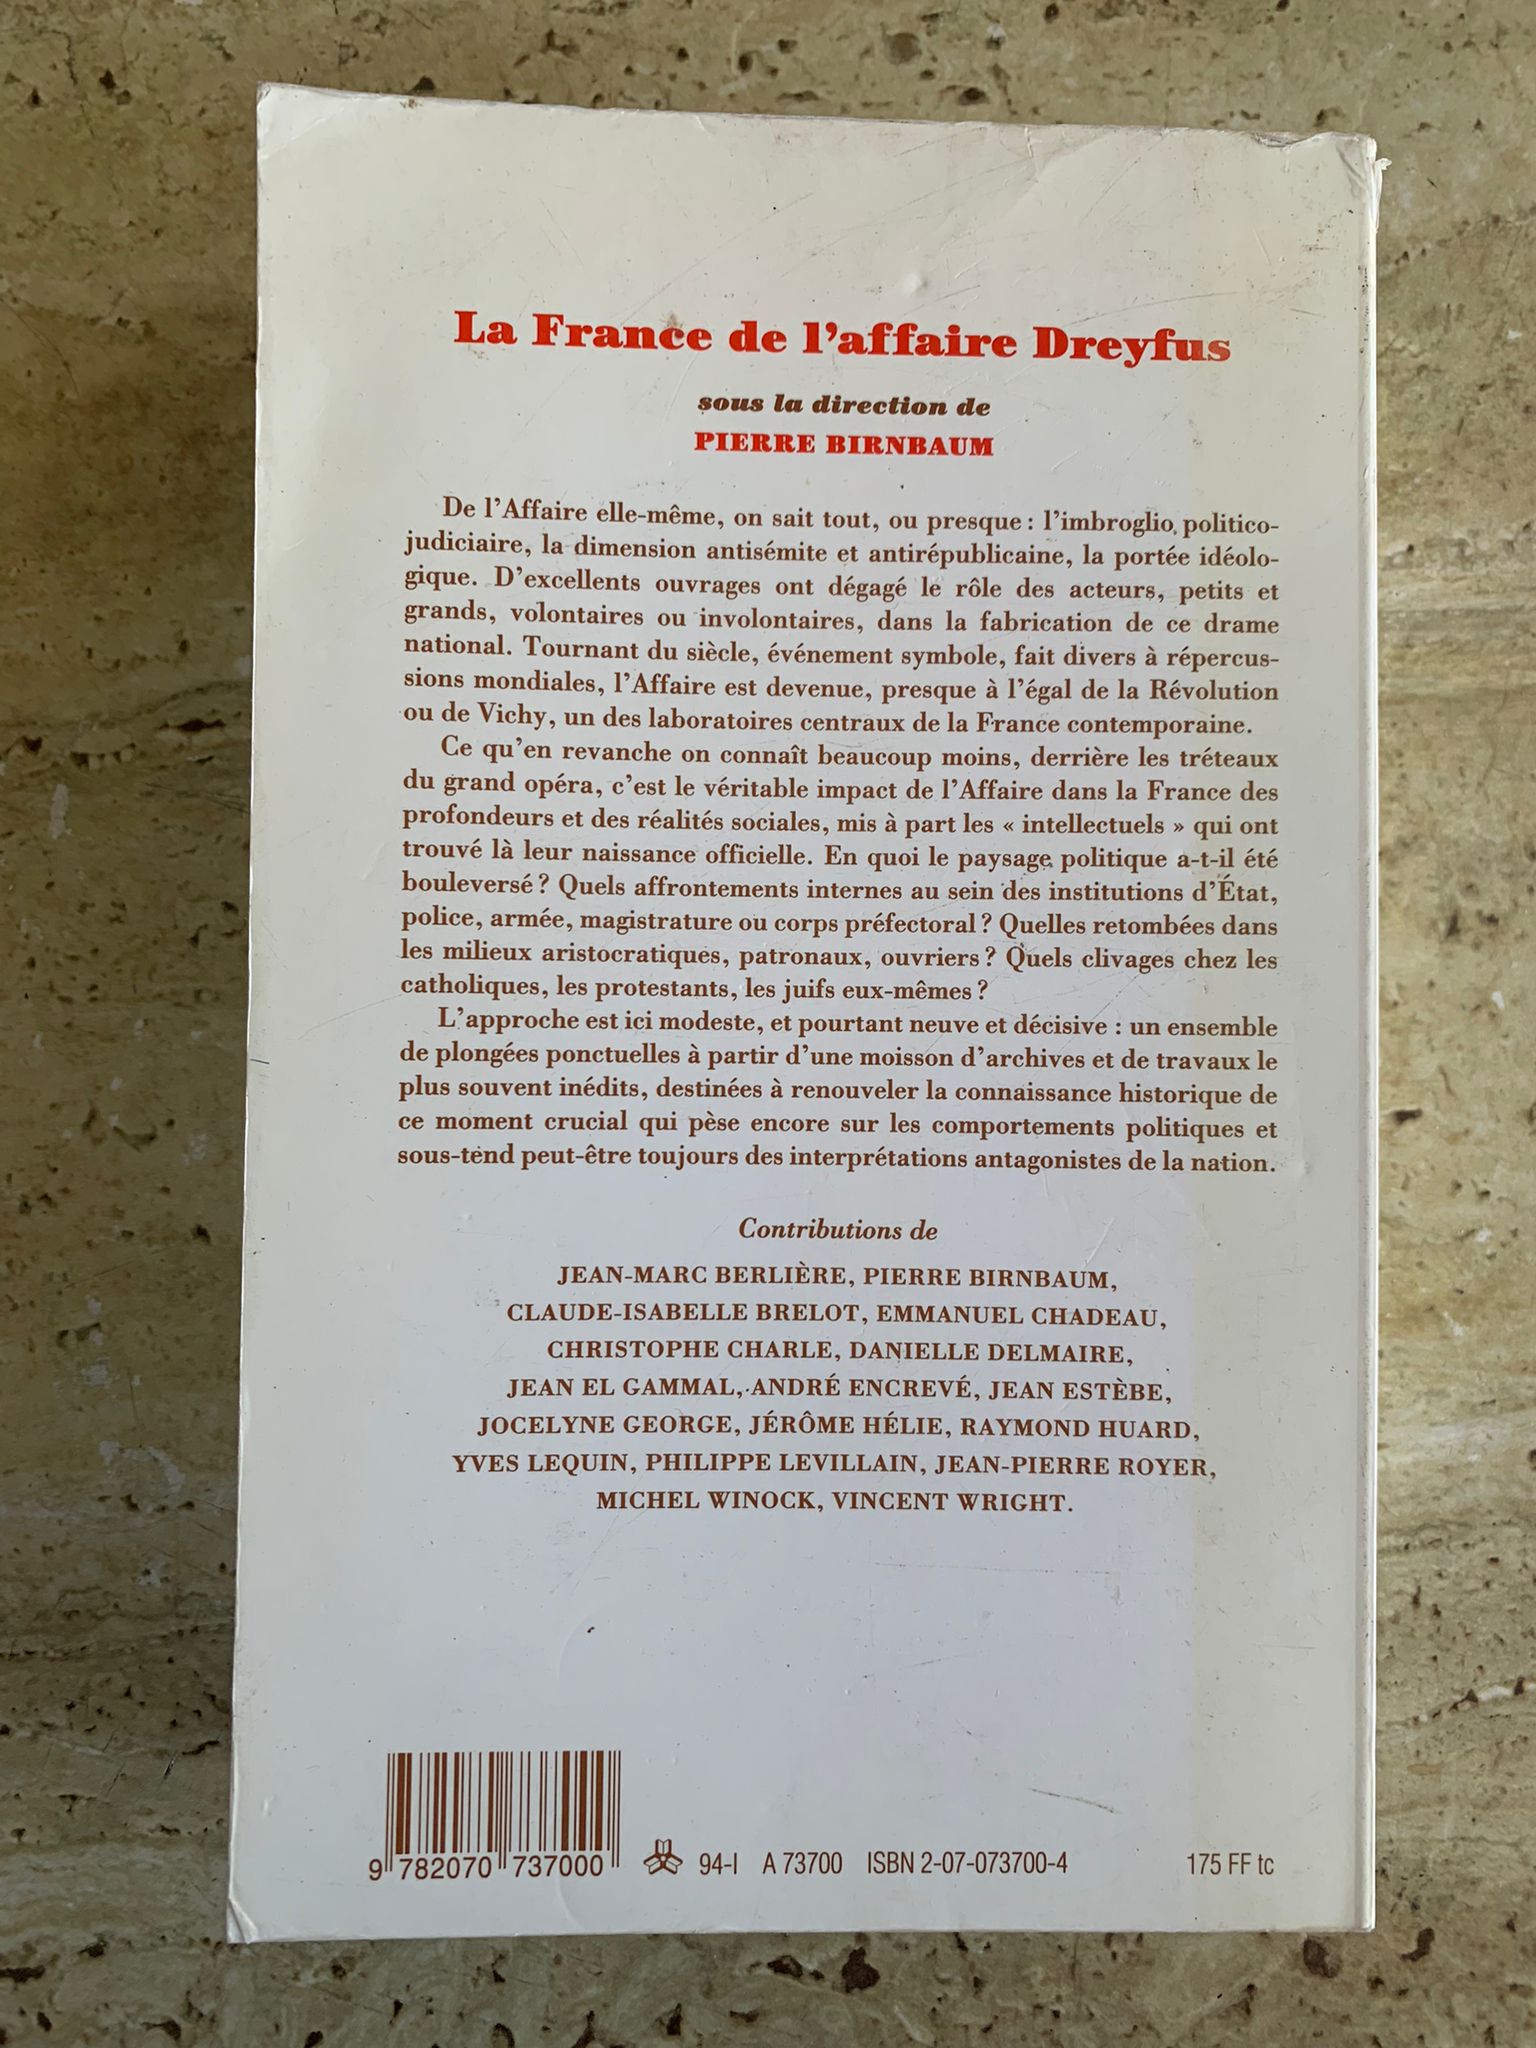 La France de l'affaire Dreyfus
sous la direction de
PIERRE BIRNBAUM
De l'Affaire elle-même, on sait tout, ou presque : l'imbroglio politico-
judiciaire, la dimension antisémite et antirépublicaine, la portée idéolo-
gique. D'excellents ouvrages ont dégagé le rôle des acteurs, petits et
grands, volontaires ou involontaires, dans la fabrication de ce drame
national. Tournant du siècle, événement symbole, fait divers à répercus-
sions mondiales, l'Affaire est devenue, presque à l'égal de la Révolution
ou de Vichy, un des laboratoires centraux de la France contemporaine.
Ce qu'en revanche on connaît beaucoup moins, derrière les tréteaux
du grand opéra, c'est le véritable impact de l'Affaire dans la France des
profondeurs et des réalités sociales, mis à part les « intellectuels » qui ont
trouvé là leur naissance officielle. En quoi le paysage politique a-t-il été
bouleversé ? Quels affrontements internes au sein des institutions d'État,
police, armée, magistrature ou corps préfectoral ? Quelles retombées dans
les milieux aristocratiques, patronaux, ouvriers ? Quels clivages chez les
catholiques, les protestants, les juifs eux-mêmes ?
L'approche est ici modeste, et pourtant neuve et décisive : un ensemble
de plongées ponctuelles à partir d'une moisson d'archives et de travaux le
plus souvent inédits, destinées à renouveler la connaissance historique de
ce moment crucial qui pèse encore sur les comportements politiques et
sous-tend peut-être toujours des interprétations antagonistes de la nation.
Contributions de
JEAN-MARC BERLIÈRE, PIERRE BIRNBAUM,
CLAUDE-ISABELLE BRELOT, EMMANUEL CHADEAU,
CHRISTOPHE CHARLE, DANIELLE DELMAIRE,
JEAN EL GAMMAL, ANDRÉ ENCREVÉ, JEAN ESTÈBE,
JOCELYNE GEORGE, JÉRÔME HÉLIE, RAYMOND HUARD,
YVES LEQUIN, PHILIPPE LEVILLAIN, JEAN-PIERRE ROYER,
MICHEL WINOCK, VINCENT WRIGHT.
9 782070 737000 94-I A 73700 ISBN 2-07-073700-4 175 FF tc